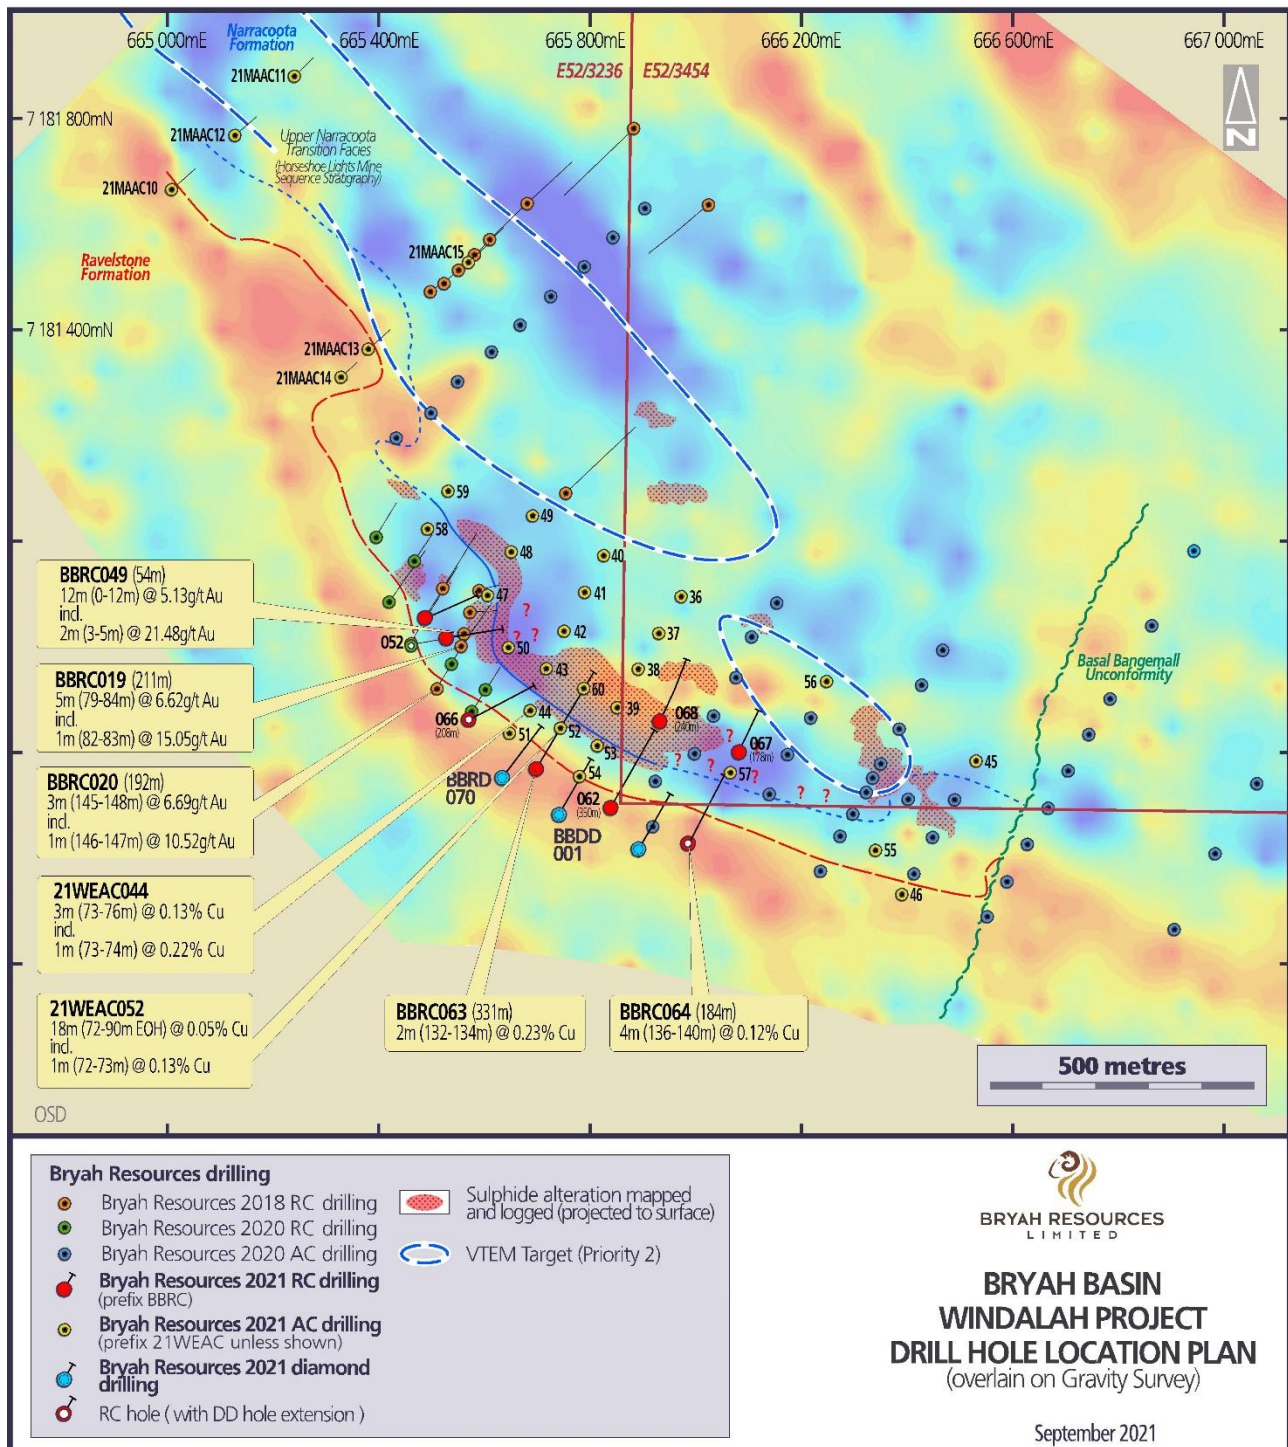 665 000mE
665 400mE
665 800mE
666 200mE
666 600mE
667 000mE
Narracoota
Formation
E52/3236
E52/3454
21MAAC11
N
7 181 800mN
21MAAC12
Upper Narracoota
Transition Facies
(Horseshoe Lights Mine
Sequence Stratigraphy)
21MAAC10
21MAAC15
Ravelstone
Formation
7 181 400mN
21MAAC13
21MAAC14
59
49
58
48
40
47
41
36
?
42
37
052
50
? ?
43
38
60
56
Basal Bangemall
Unconformity
44
39
066
(208m)
068
(240m)
51
52
?
067
(178m)
53
?
?
?
45
BBRD
070
54
57
?
062
(350m)
? ?
BBDD
001
55
46
BBRC049 (54m)
12m (0-12m) @ 5.13g/t Au
incl.
2m (3-5m) @ 21.48g/t Au
BBRC019 (211m)
5m (79-84m) @ 6.62g/t Au
incl.
1m (82-83m) @ 15.05g/t Au
BBRC020 (192m)
3m (145-148m) @ 6.69g/t Au
incl.
1m (146-147m) @ 10.52g/t Au
21WEAC044
3m (73-76m) @ 0.13% Cu
incl.
1m (73-74m) @ 0.22% Cu
21WEAC052
18m (72-90m EOH) @ 0.05% Cu
incl.
1m (72-73m) @ 0.13% Cu
BBRC063 (331m)
2m (132-134m) @ 0.23% Cu
BBRC064 (184m)
4m (136-140m) @ 0.12% Cu
500 metres
OSD
Bryah Resources drilling
Bryah Resources 2018 RC drilling
Bryah Resources 2020 RC drilling
Bryah Resources 2020 AC drilling
Bryah Resources 2021 RC drilling
(prefix BBRC)
Bryah Resources 2021 AC drilling
(prefix 21WEAC unless shown)
Bryah Resources 2021 diamond
drilling
RC hole ( with DD hole extension )
Sulphide alteration mapped
and logged (projected to surface)
VTEM Target (Priority 2)
BRYAH RESOURCES
LIMITED
BRYAH BASIN
WINDALAH PROJECT
DRILL HOLE LOCATION PLAN
(overlain on Gravity Survey)
September 2021